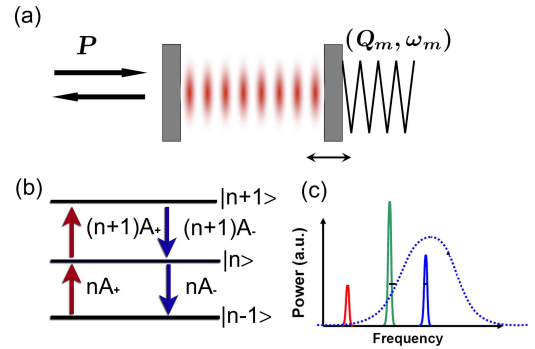 (a)
P
(Qm, ωm)
(b)
|n+1>
(n+1)A+
(n+1)A-
|n>
nA+
nA-
|n-1>
(c)
Power (a.u.)
Frequency